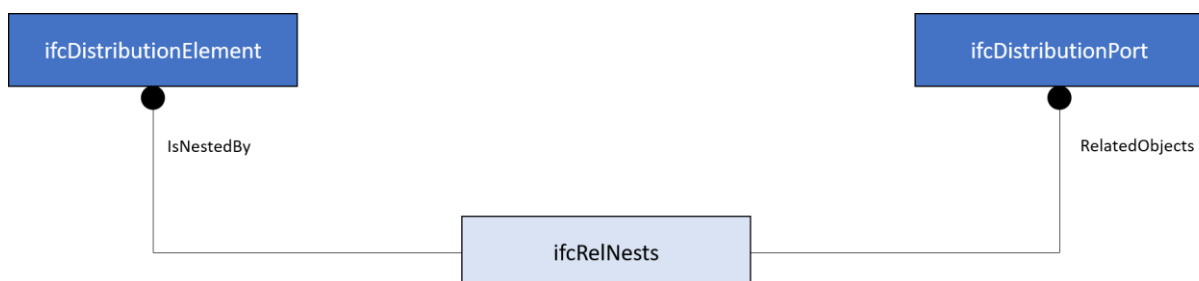 ifcDistributionElement
ifcDistributionPort
IsNestedBy
RelatedObjects
ifcRelNests